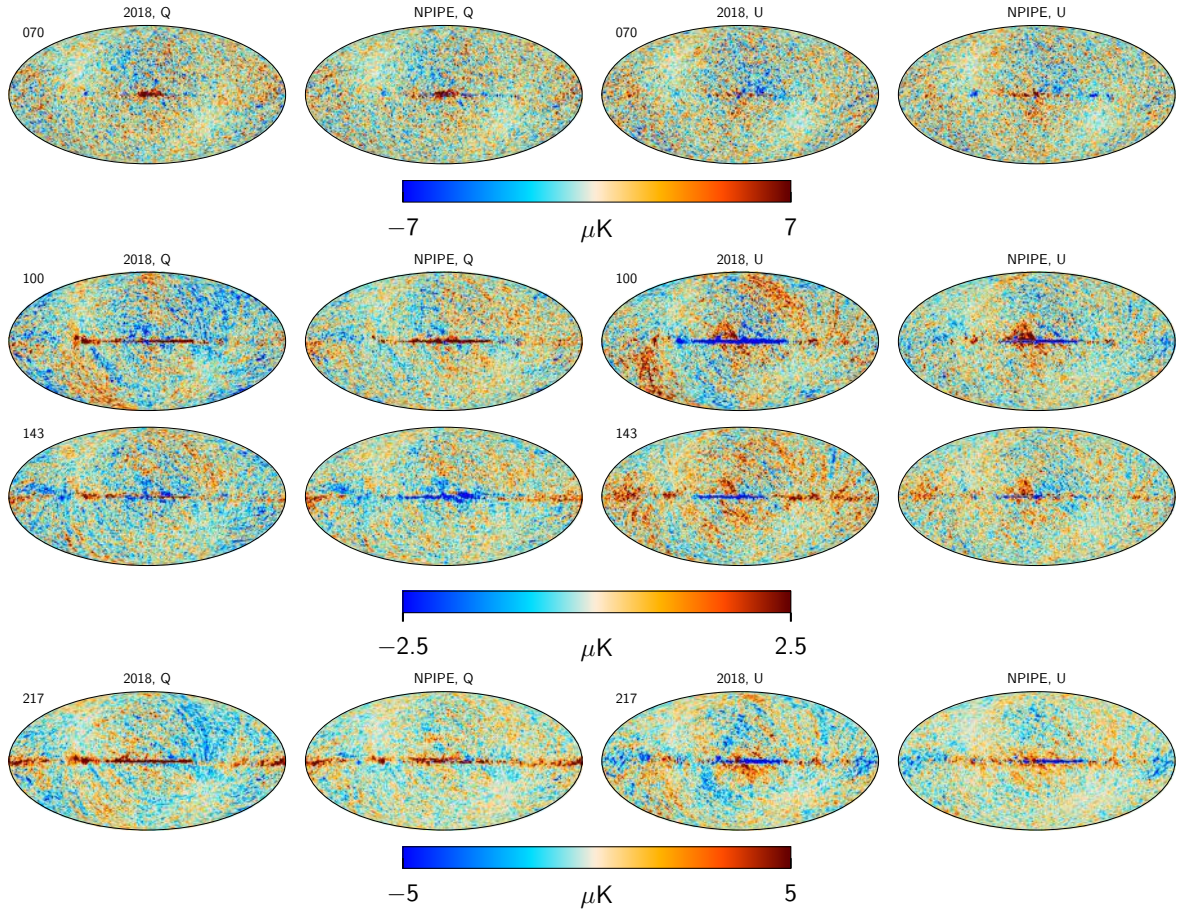 2018, Q NPIPE, Q 2018, U NPIPE, U
070 070
−7 μK 7
2018, Q NPIPE, Q 2018, U NPIPE, U
100 100
143 143
−2.5 μK 2.5
2018, Q NPIPE, Q 2018, U NPIPE, U
217 217
−5 μK 5